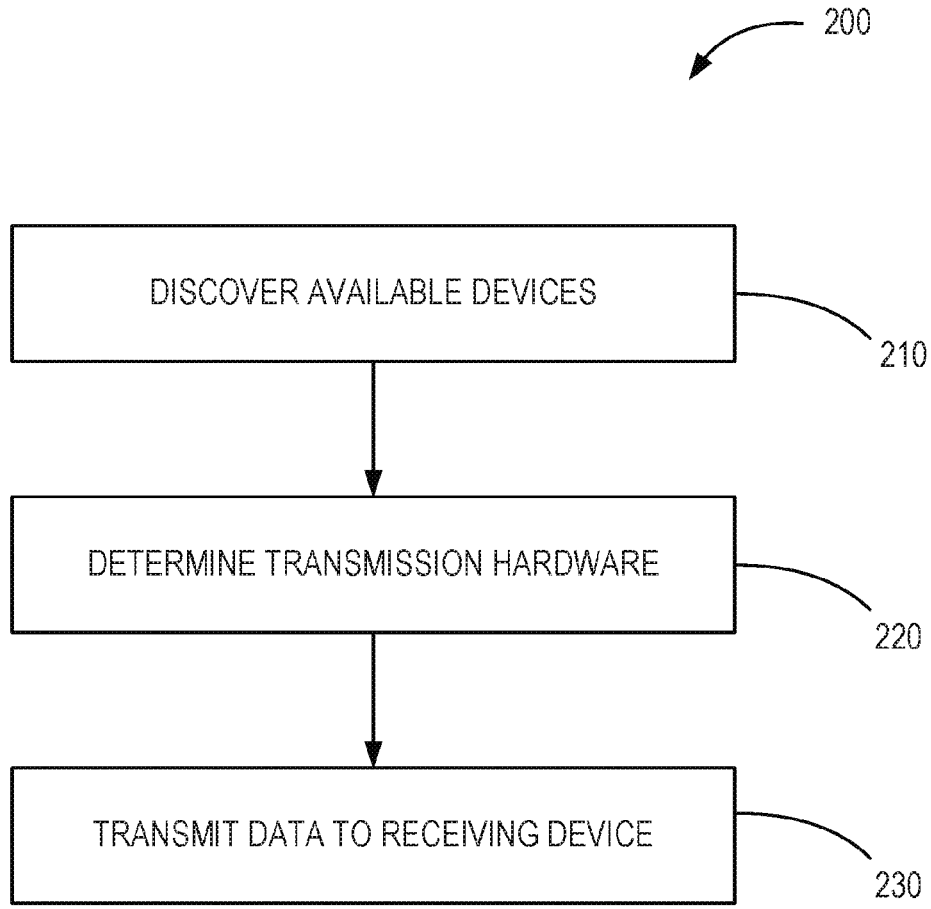 200
DISCOVER AVAILABLE DEVICES
210
DETERMINE TRANSMISSION HARDWARE
220
TRANSMIT DATA TO RECEIVING DEVICE
230